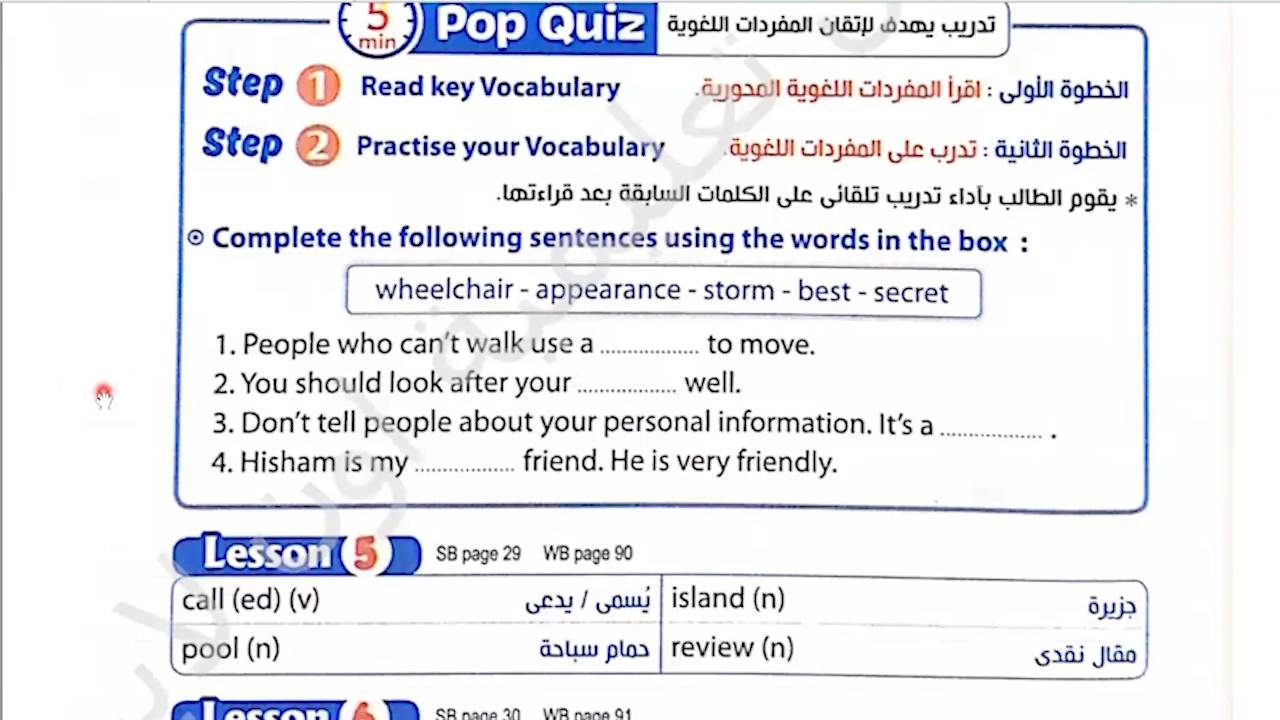 5 min Pop Quiz تدريب يهدف لإتقان المفردات اللغوية
Step 1 Read key Vocabulary الخطوة الأولى : اقرأ المفردات اللغوية المحورية.
Step 2 Practise your Vocabulary الخطوة الثانية : تدرب على المفردات اللغوية.
* يقوم الطالب بآداء تدريب تلقائى على الكلمات السابقة بعد قراءتها.
Complete the following sentences using the words in the box :
wheelchair - appearance - storm - best - secret
1. People who can't walk use a ................ to move.
2. You should look after your ................ well.
3. Don't tell people about your personal information. It's a ................ .
4. Hisham is my ................ friend. He is very friendly.
Lesson 5 SB page 29 WB page 90
call (ed) (v) يُسمى / يدعى island (n) جزيرة
pool (n) حمام سباحة review (n) مقال نقدى
Lesson 6 SB page 30 WB page 91